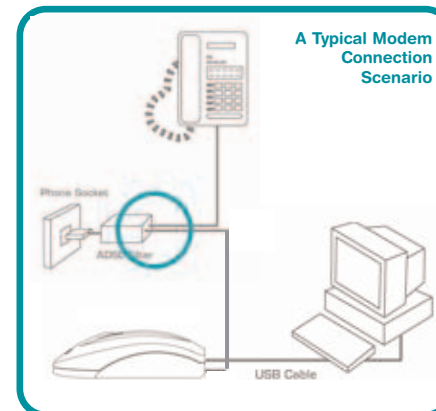 A Typical Modem
Connection
Scenario
Phone Socket
ADSL Filter
USB Cable